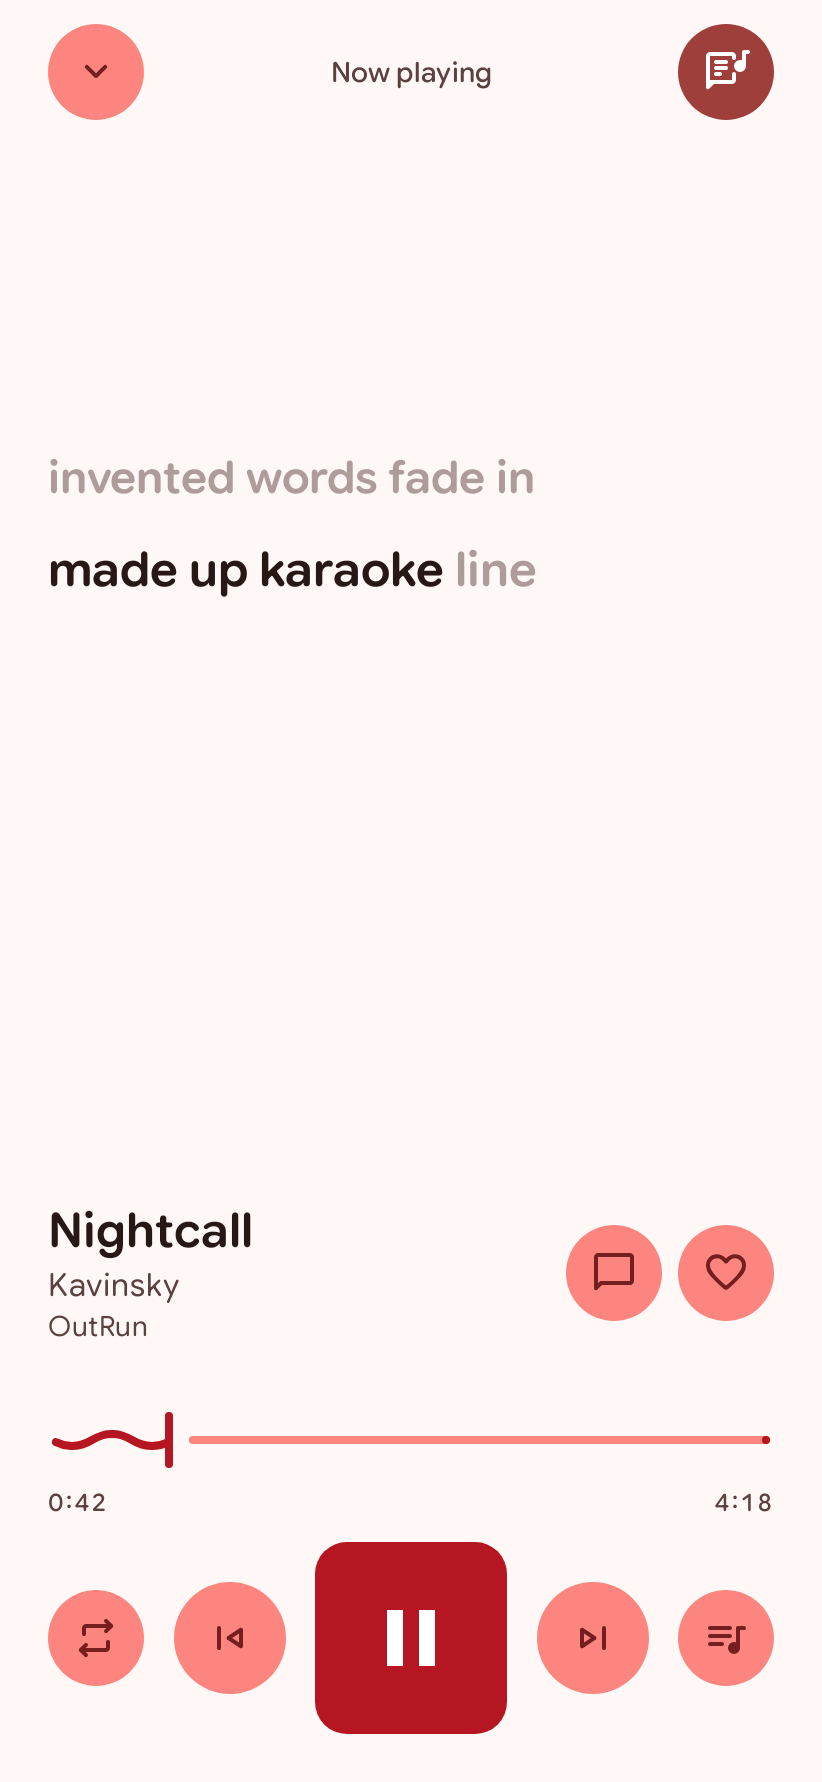 Now playing
invented words fade in
made up karaoke line
Nightcall
Kavinsky
OutRun
0:42
4:18